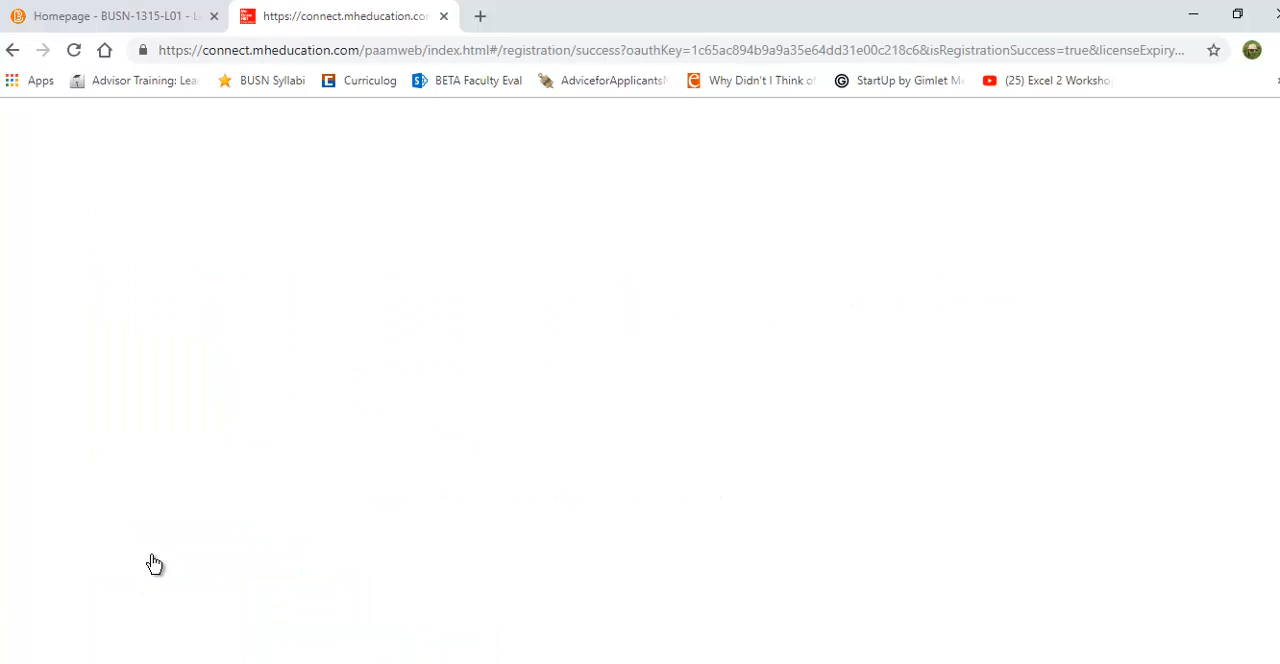 Homepage - BUSN-1315-L01 - L
https://connect.mheducation.co
https://connect.mheducation.com/paamweb/index.html#/registration/success?oauthKey=1c65ac894b9a9a35e64dd31e00c218c6&isRegistrationSuccess=true&licenseExpiry...
Apps Advisor Training: Lea BUSN Syllabi Curriculog BETA Faculty Eval AdviceforApplicants Why Didn't I Think of StartUp by Gimlet M (25) Excel 2 Worksho